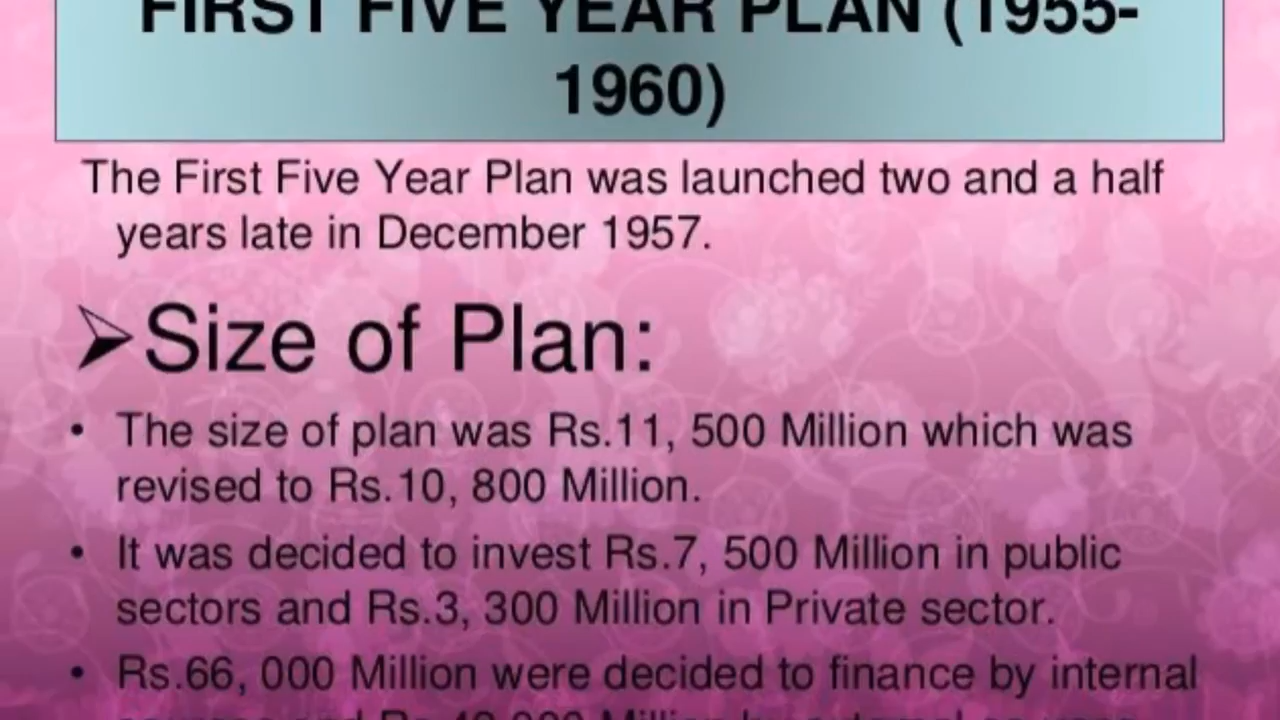 FIRST FIVE YEAR PLAN (1955-
1960)
The First Five Year Plan was launched two and a half
years late in December 1957.
Size of Plan:
• The size of plan was Rs.11, 500 Million which was
revised to Rs.10, 800 Million.
• It was decided to invest Rs.7, 500 Million in public
sectors and Rs.3, 300 Million in Private sector.
• Rs.66, 000 Million were decided to finance by internal